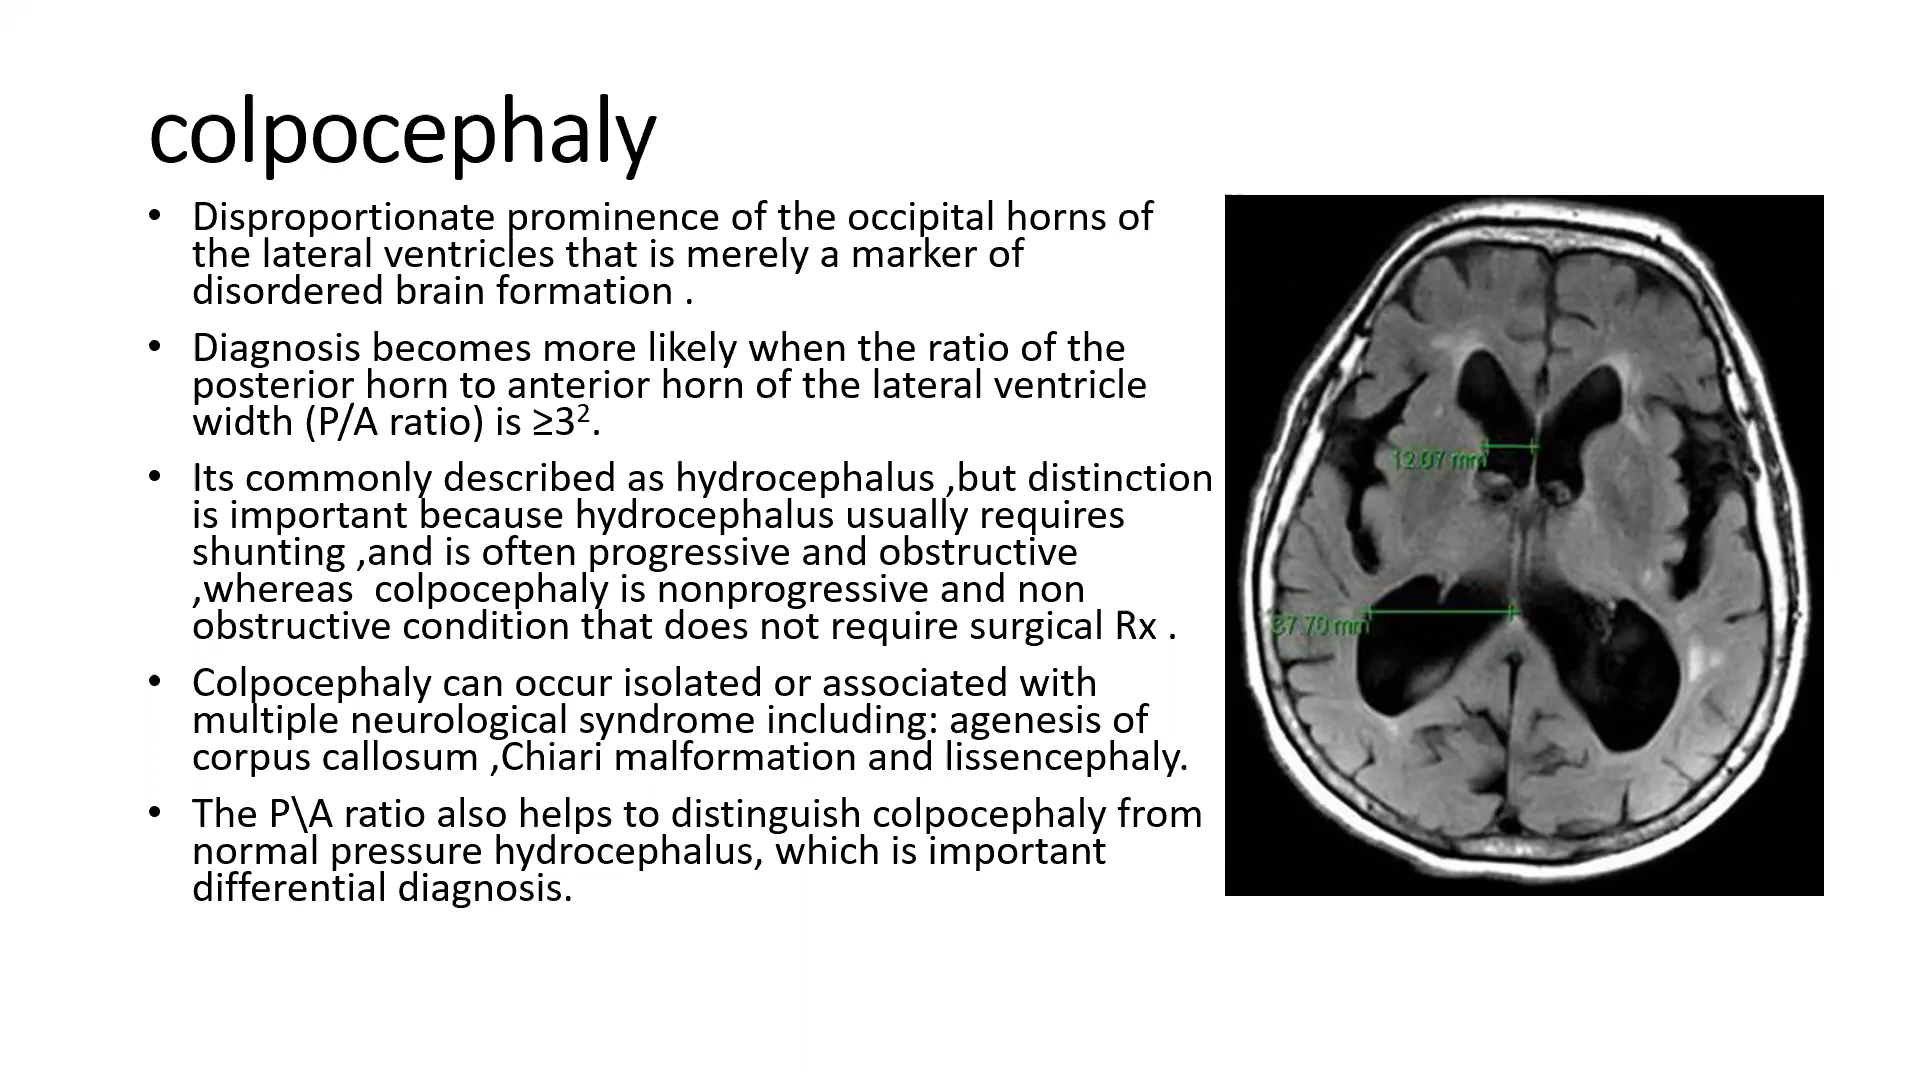 colpocephaly
• Disproportionate prominence of the occipital horns of
the lateral ventricles that is merely a marker of
disordered brain formation .
• Diagnosis becomes more likely when the ratio of the
posterior horn to anterior horn of the lateral ventricle
width (P/A ratio) is ≥3².
• Its commonly described as hydrocephalus ,but distinction
is important because hydrocephalus usually requires
shunting ,and is often progressive and obstructive
,whereas  colpocephaly is nonprogressive and non
obstructive condition that does not require surgical Rx .
• Colpocephaly can occur isolated or associated with
multiple neurological syndrome including: agenesis of
corpus callosum ,Chiari malformation and lissencephaly.
• The P\A ratio also helps to distinguish colpocephaly from
normal pressure hydrocephalus, which is important
differential diagnosis.
12.07 mm
37.70 mm